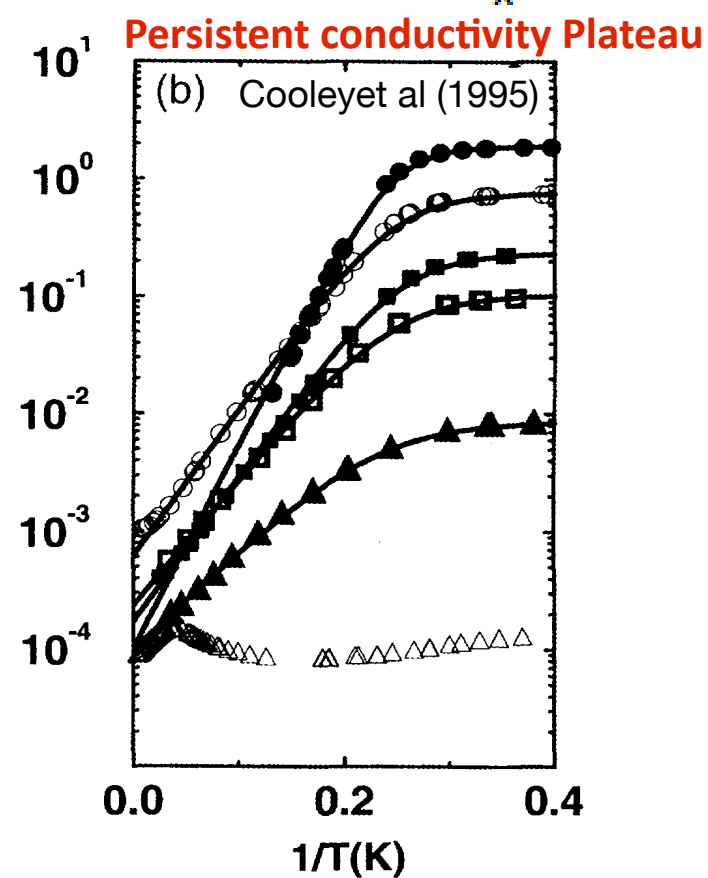 Persistent conductivity Plateau
10¹
(b) Cooleyet al (1995)
10⁰
10⁻¹
10⁻²
10⁻³
10⁻⁴
0.0 0.2 0.4
1/T(K)